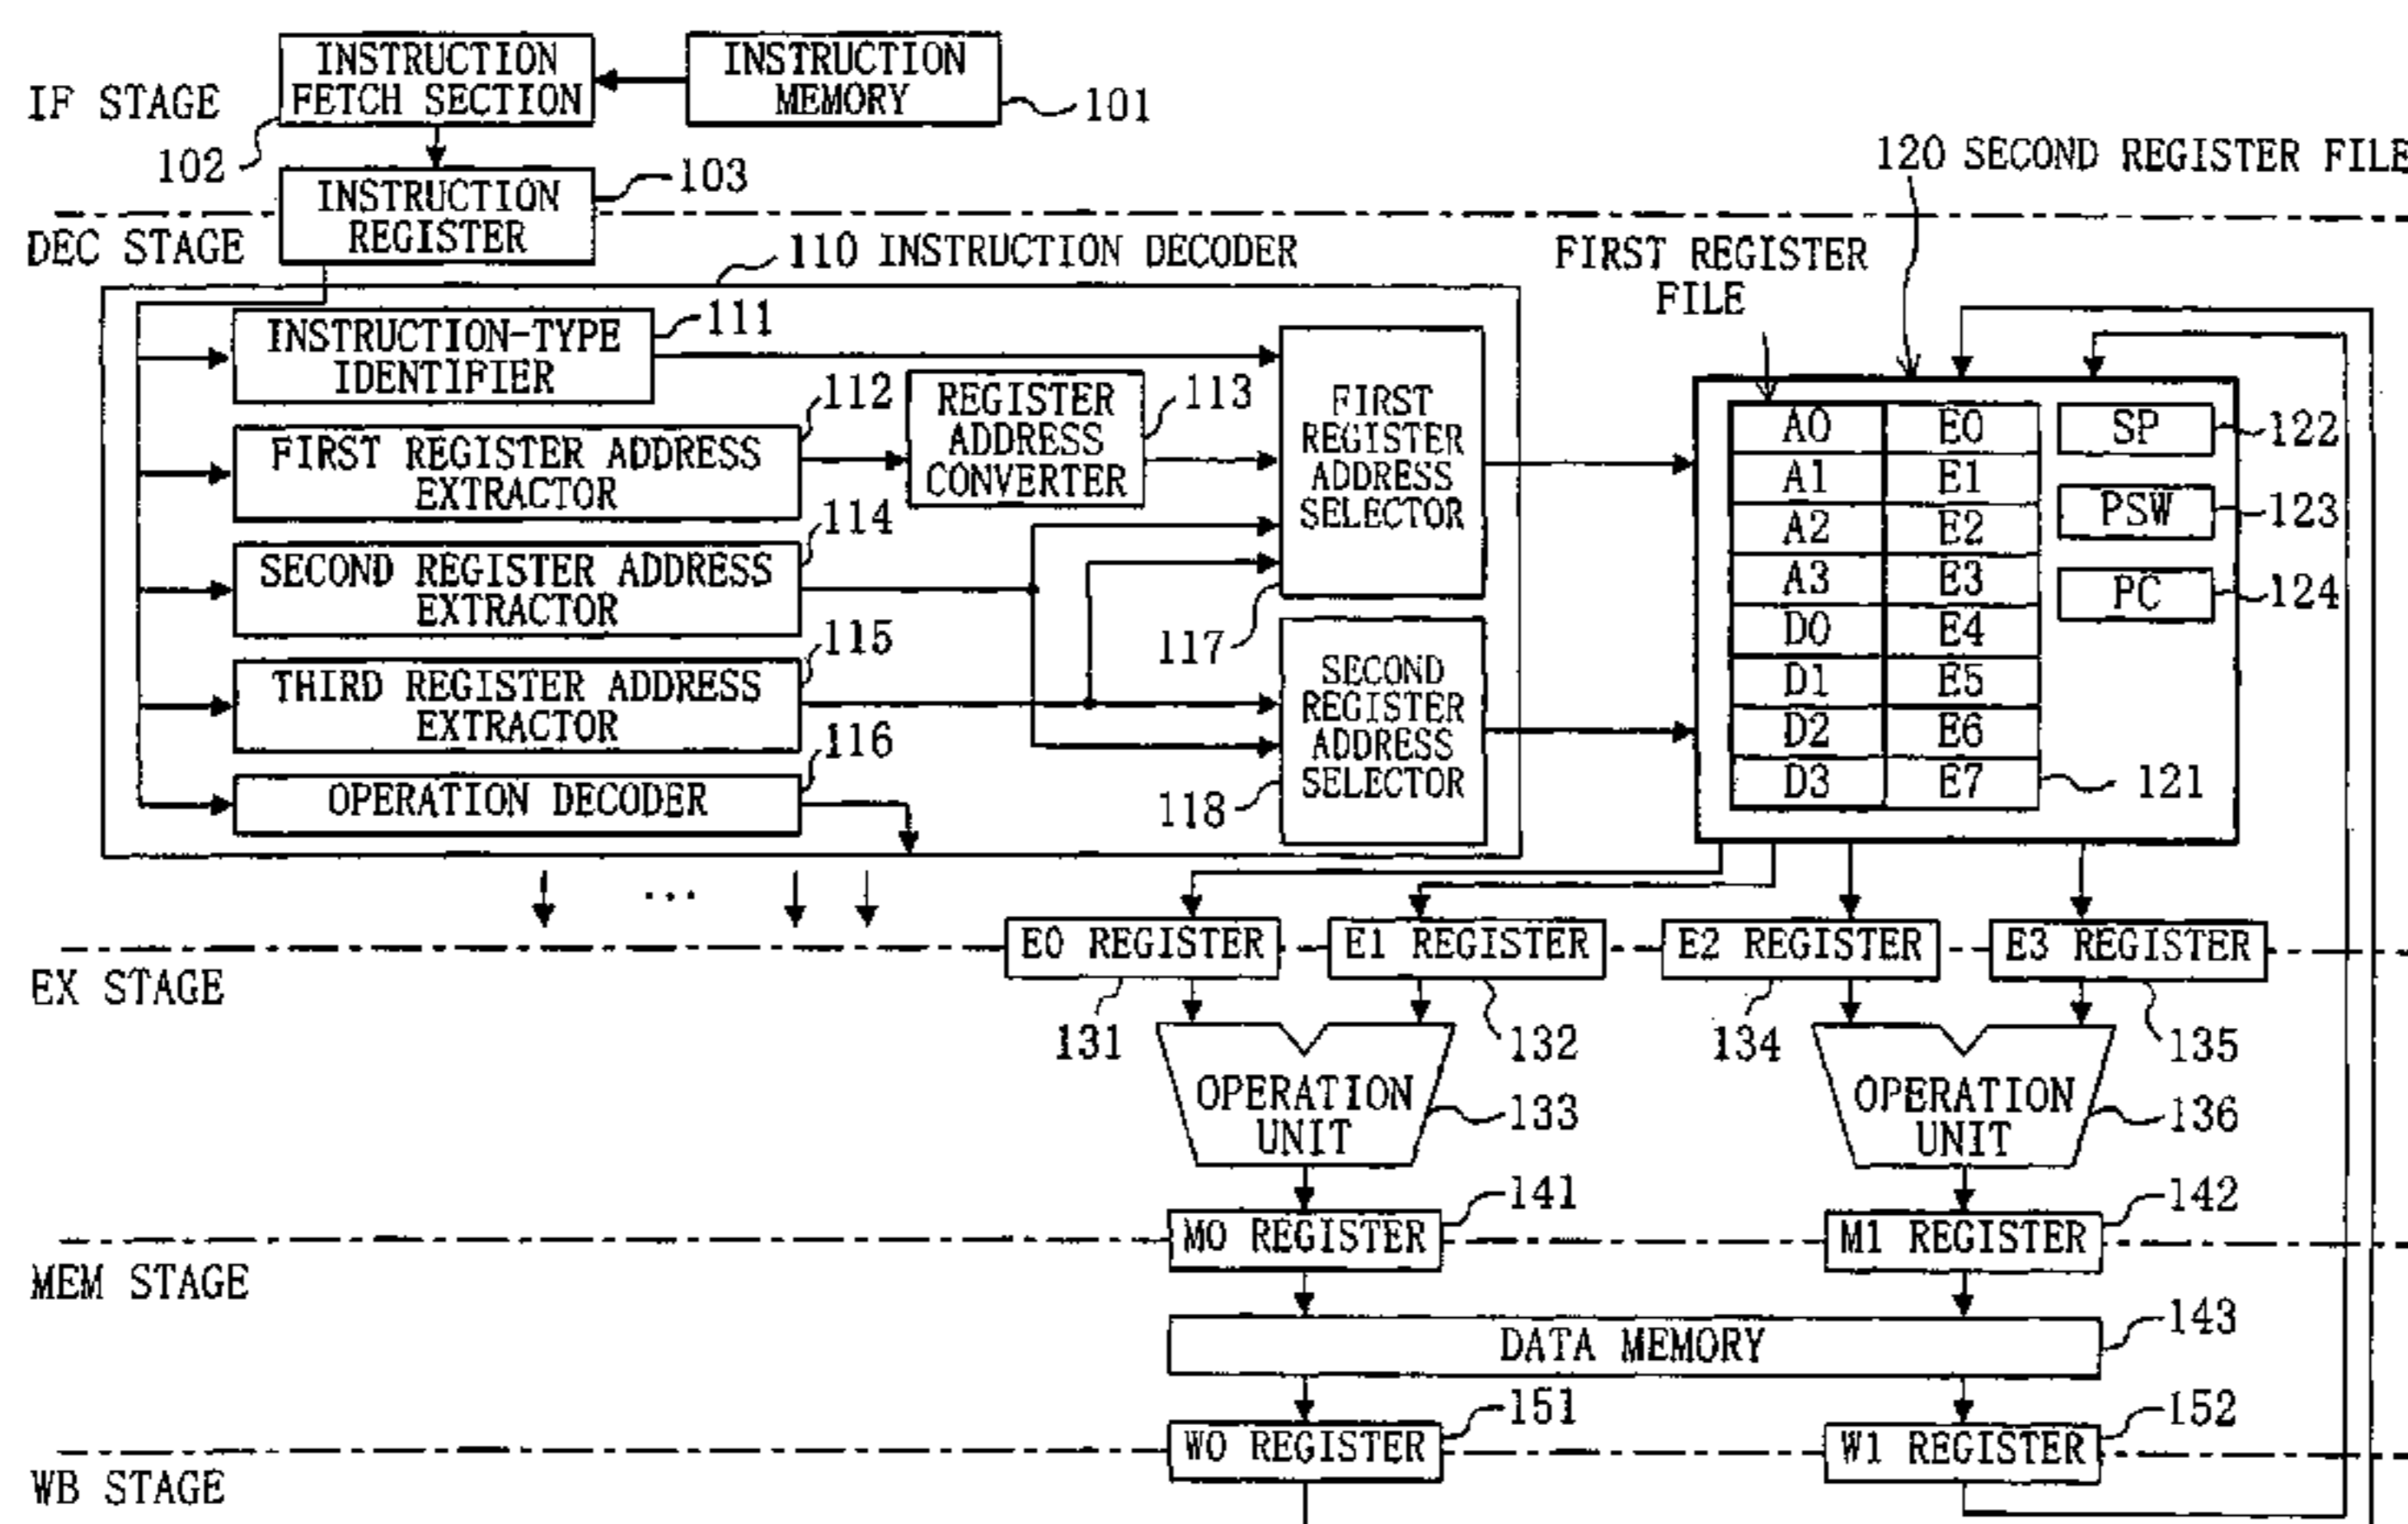 IF STAGE
INSTRUCTION
FETCH SECTION
102
INSTRUCTION
MEMORY
101
INSTRUCTION
REGISTER
103
DEC STAGE
110 INSTRUCTION DECODER
INSTRUCTION-TYPE
IDENTIFIER
111
FIRST REGISTER ADDRESS
EXTRACTOR
112
REGISTER
ADDRESS
CONVERTER
113
SECOND REGISTER ADDRESS
EXTRACTOR
114
THIRD REGISTER ADDRESS
EXTRACTOR
115
OPERATION DECODER
116
FIRST
REGISTER
ADDRESS
SELECTOR
117
SECOND
REGISTER
ADDRESS
SELECTOR
118
120 SECOND REGISTER FILE
FIRST REGISTER
FILE
A0 E0
A1 E1
A2 E2
A3 E3
D0 E4
D1 E5
D2 E6
D3 E7
121
SP
122
PSW
123
PC
124
...
EX STAGE
E0 REGISTER
131
E1 REGISTER
132
E2 REGISTER
134
E3 REGISTER
135
OPERATION
UNIT
133
OPERATION
UNIT
136
MEM STAGE
M0 REGISTER
141
M1 REGISTER
142
DATA MEMORY
143
WB STAGE
W0 REGISTER
151
W1 REGISTER
152